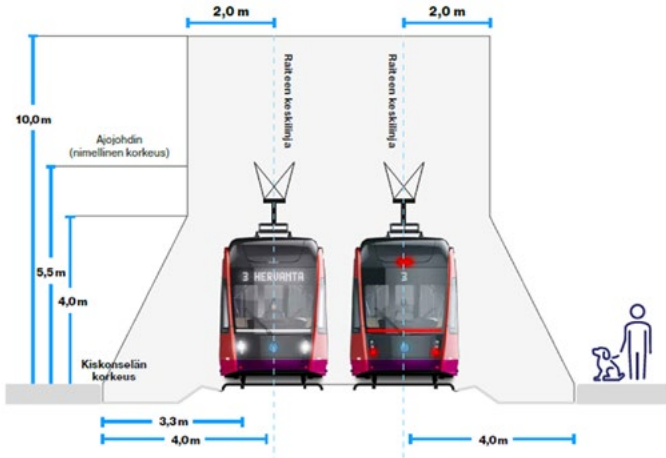 2,0 m
2,0 m
Raiteen keskilinja
Raiteen keskilinja
10,0 m
Ajojohdin
(nimellinen korkeus)
5,5 m
4,0 m
3 HERVANTA
3
Kiskonselän
korkeus
3,3 m
4,0 m
4,0 m